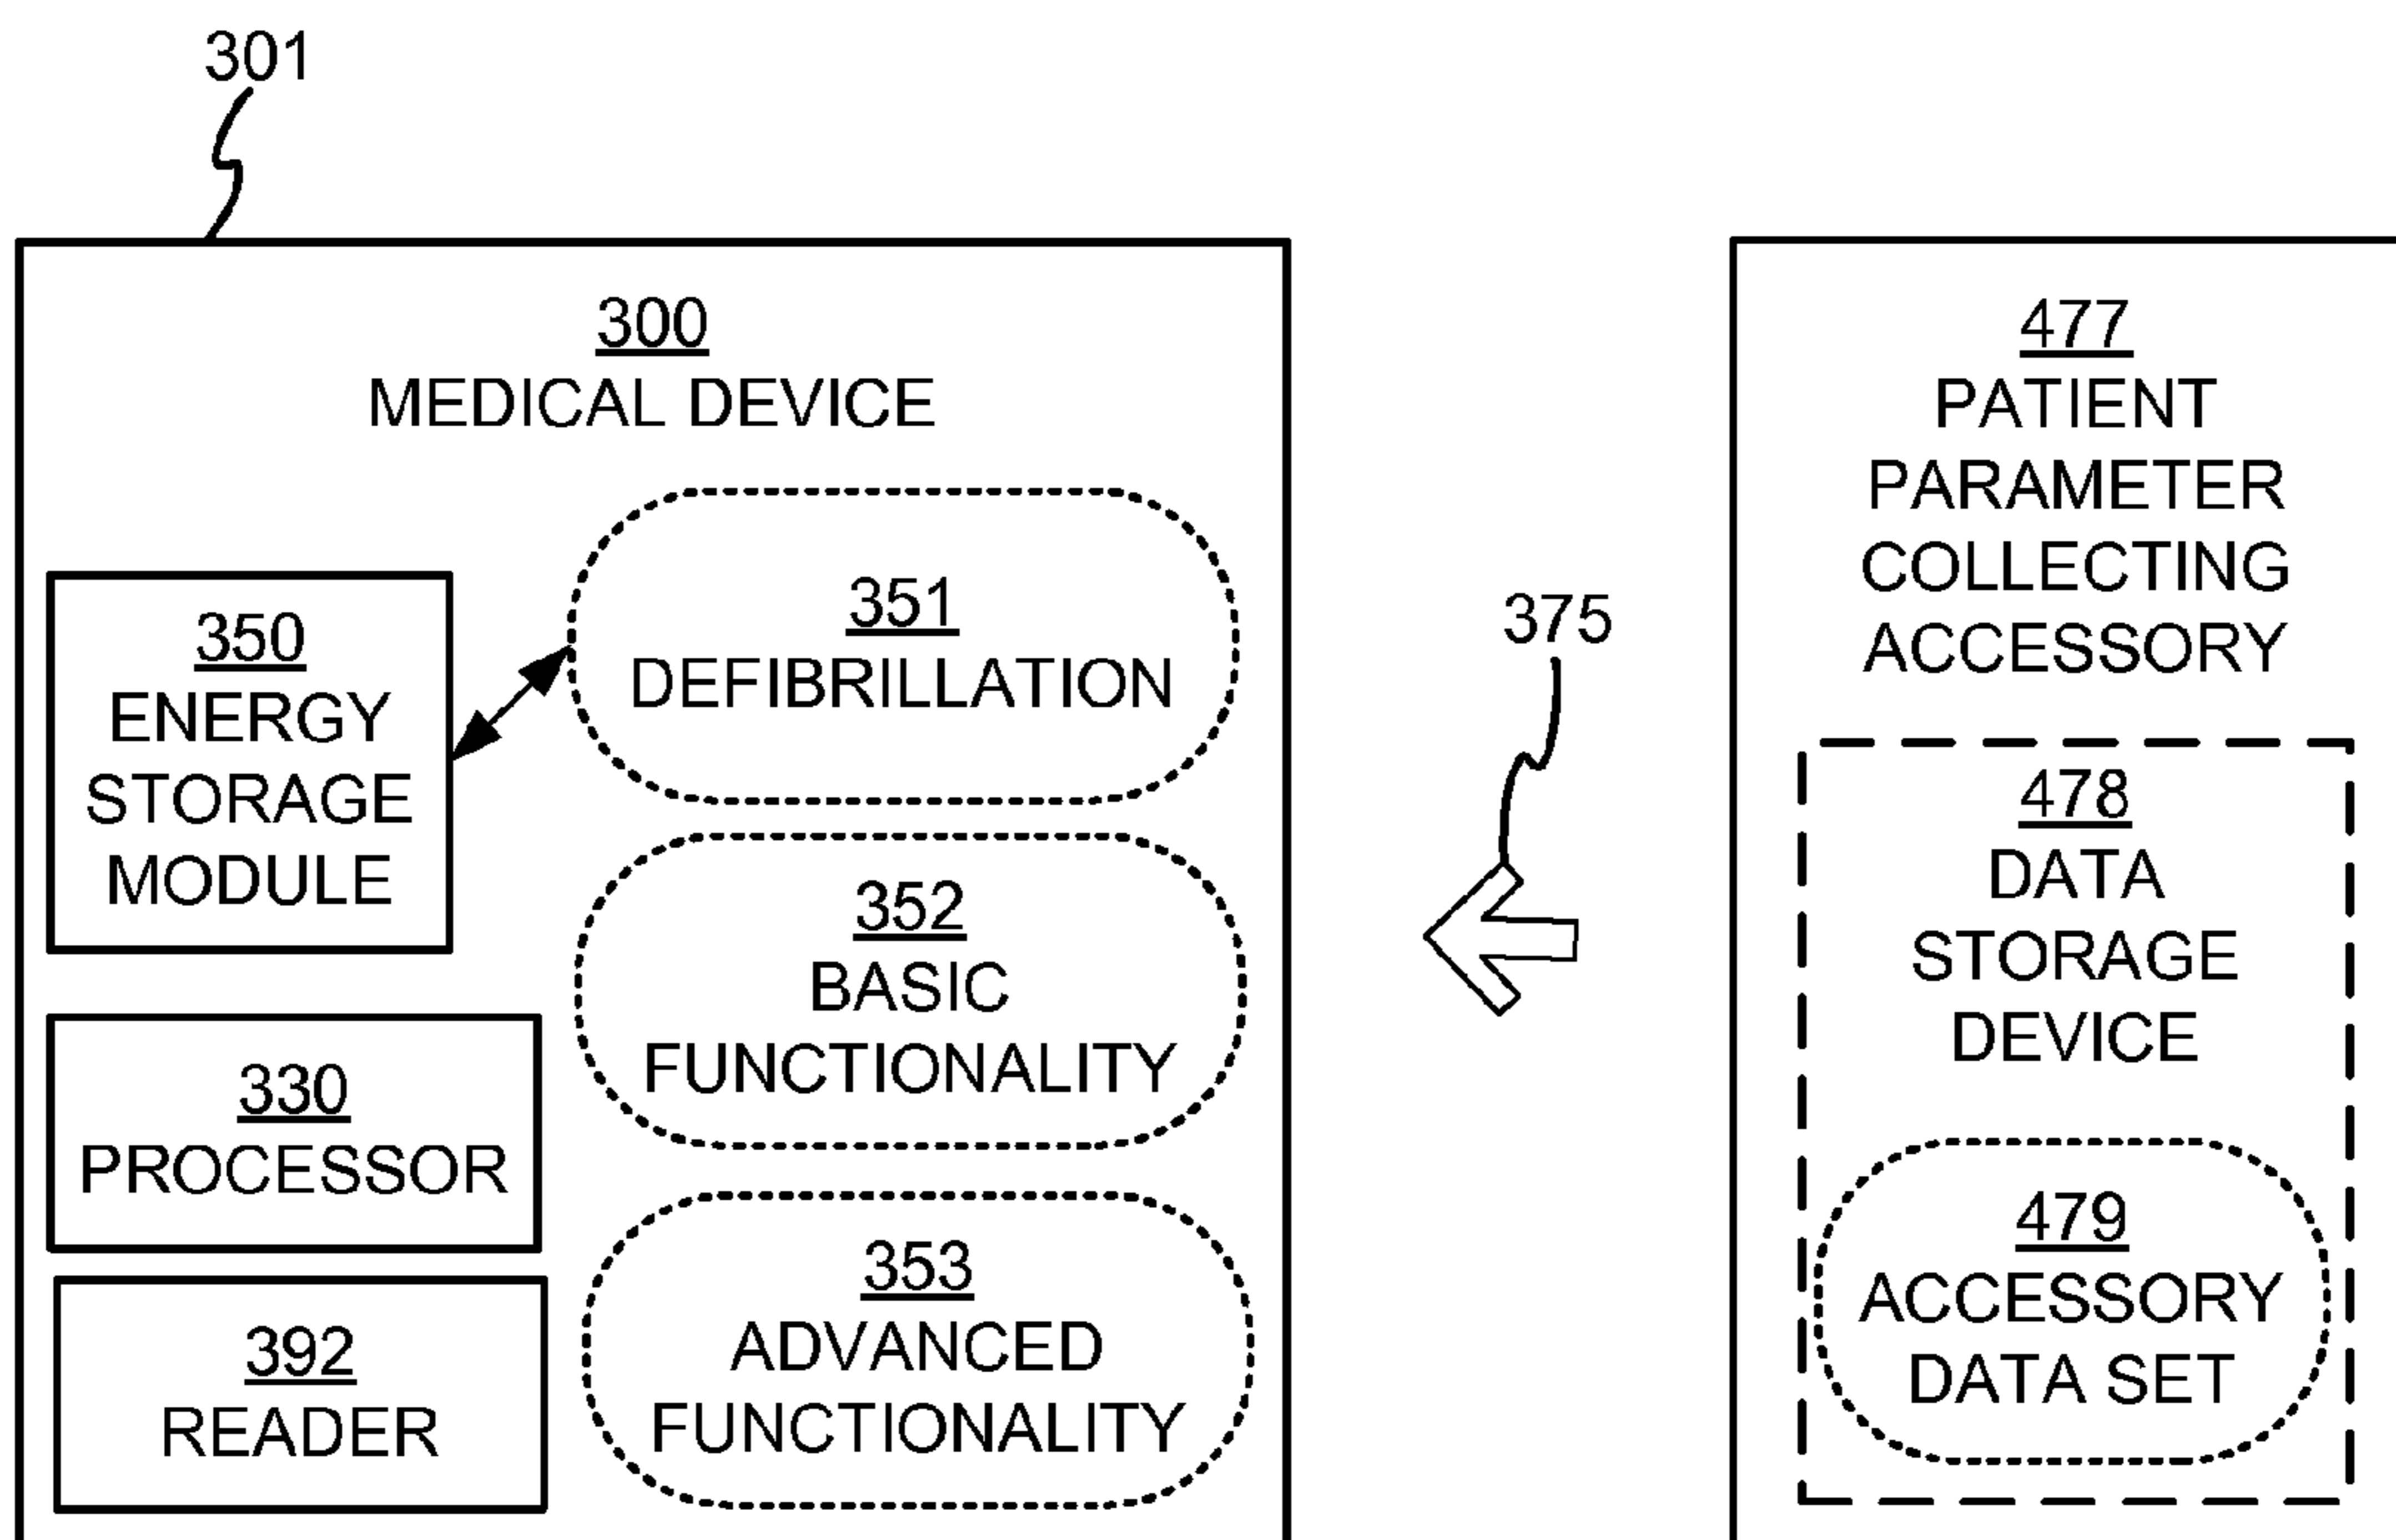 301
300
MEDICAL DEVICE
350
ENERGY
STORAGE
MODULE
351
DEFIBRILLATION
352
BASIC
FUNCTIONALITY
330
PROCESSOR
392
READER
353
ADVANCED
FUNCTIONALITY
375
477
PATIENT
PARAMETER
COLLECTING
ACCESSORY
478
DATA
STORAGE
DEVICE
479
ACCESSORY
DATA SET